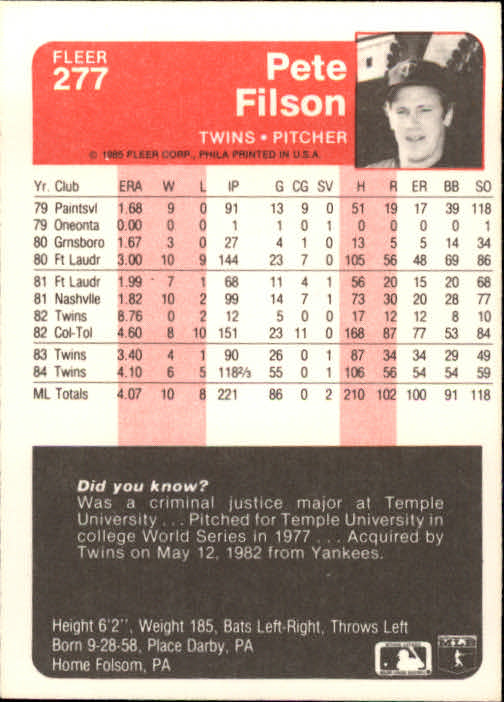 FLEER
277
Pete
Filson
TWINS • PITCHER
© 1985 FLEER CORP., PHILA PRINTED IN U.S.A.
Yr. Club ERA W L IP G CG SV H R ER BB SO
79 Paintsvl 1.68 9 0 91 13 9 0 51 19 17 39 118
79 Oneonta 0.00 0 0 1 1 0 1 0 0 0 0 1
80 Grnsboro 1.67 3 0 27 4 1 0 13 5 5 14 34
80 Ft Laudr 3.00 10 9 144 23 7 0 105 56 48 69 86
81 Ft Laudr 1.99 7 1 68 11 4 1 56 20 15 20 68
81 Nashvlle 1.82 10 2 99 14 7 1 73 30 20 28 77
82 Twins 8.76 0 2 12 5 0 0 17 12 12 8 10
82 Col-Tol 4.60 8 10 151 23 11 0 168 87 77 53 84
83 Twins 3.40 4 1 90 26 0 1 87 34 34 29 49
84 Twins 4.10 6 5 118²/₃ 55 0 1 106 56 54 54 59
ML Totals 4.07 10 8 221 86 0 2 210 102 100 91 118
Did you know?
Was a criminal justice major at Temple
University . . . Pitched for Temple University in
college World Series in 1977 . . . Acquired by
Twins on May 12, 1982 from Yankees.
Height 6'2", Weight 185, Bats Left-Right, Throws Left
Born 9-28-58, Place Darby, PA
Home Folsom, PA